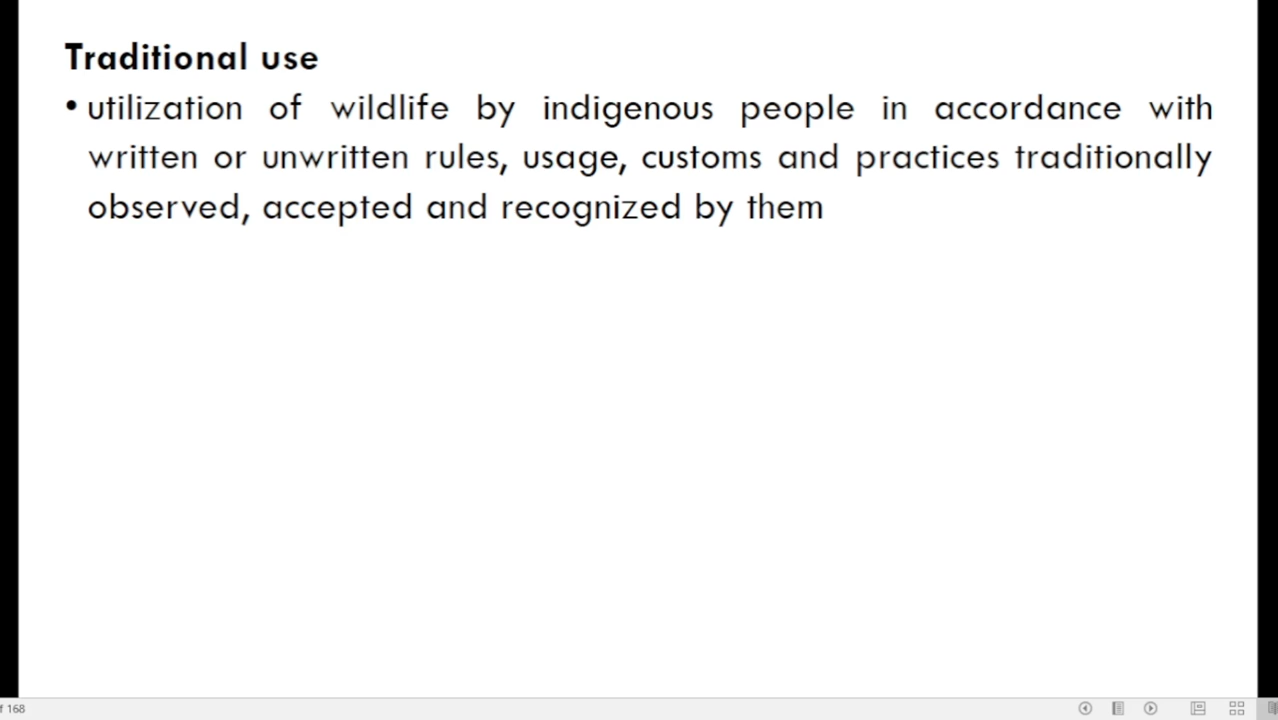 Traditional use
• utilization of wildlife by indigenous people in accordance with
written or unwritten rules, usage, customs and practices traditionally
observed, accepted and recognized by them
f 168